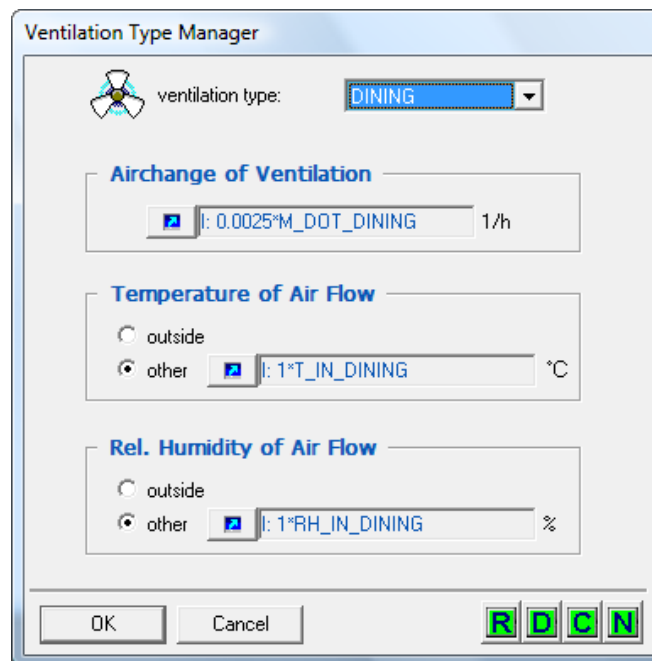 Ventilation Type Manager
ventilation type: DINING
Airchange of Ventilation
I: 0.0025*M_DOT_DINING 1/h
Temperature of Air Flow
outside
other I: 1*T_IN_DINING °C
Rel. Humidity of Air Flow
outside
other I: 1*RH_IN_DINING %
OK Cancel R D C N